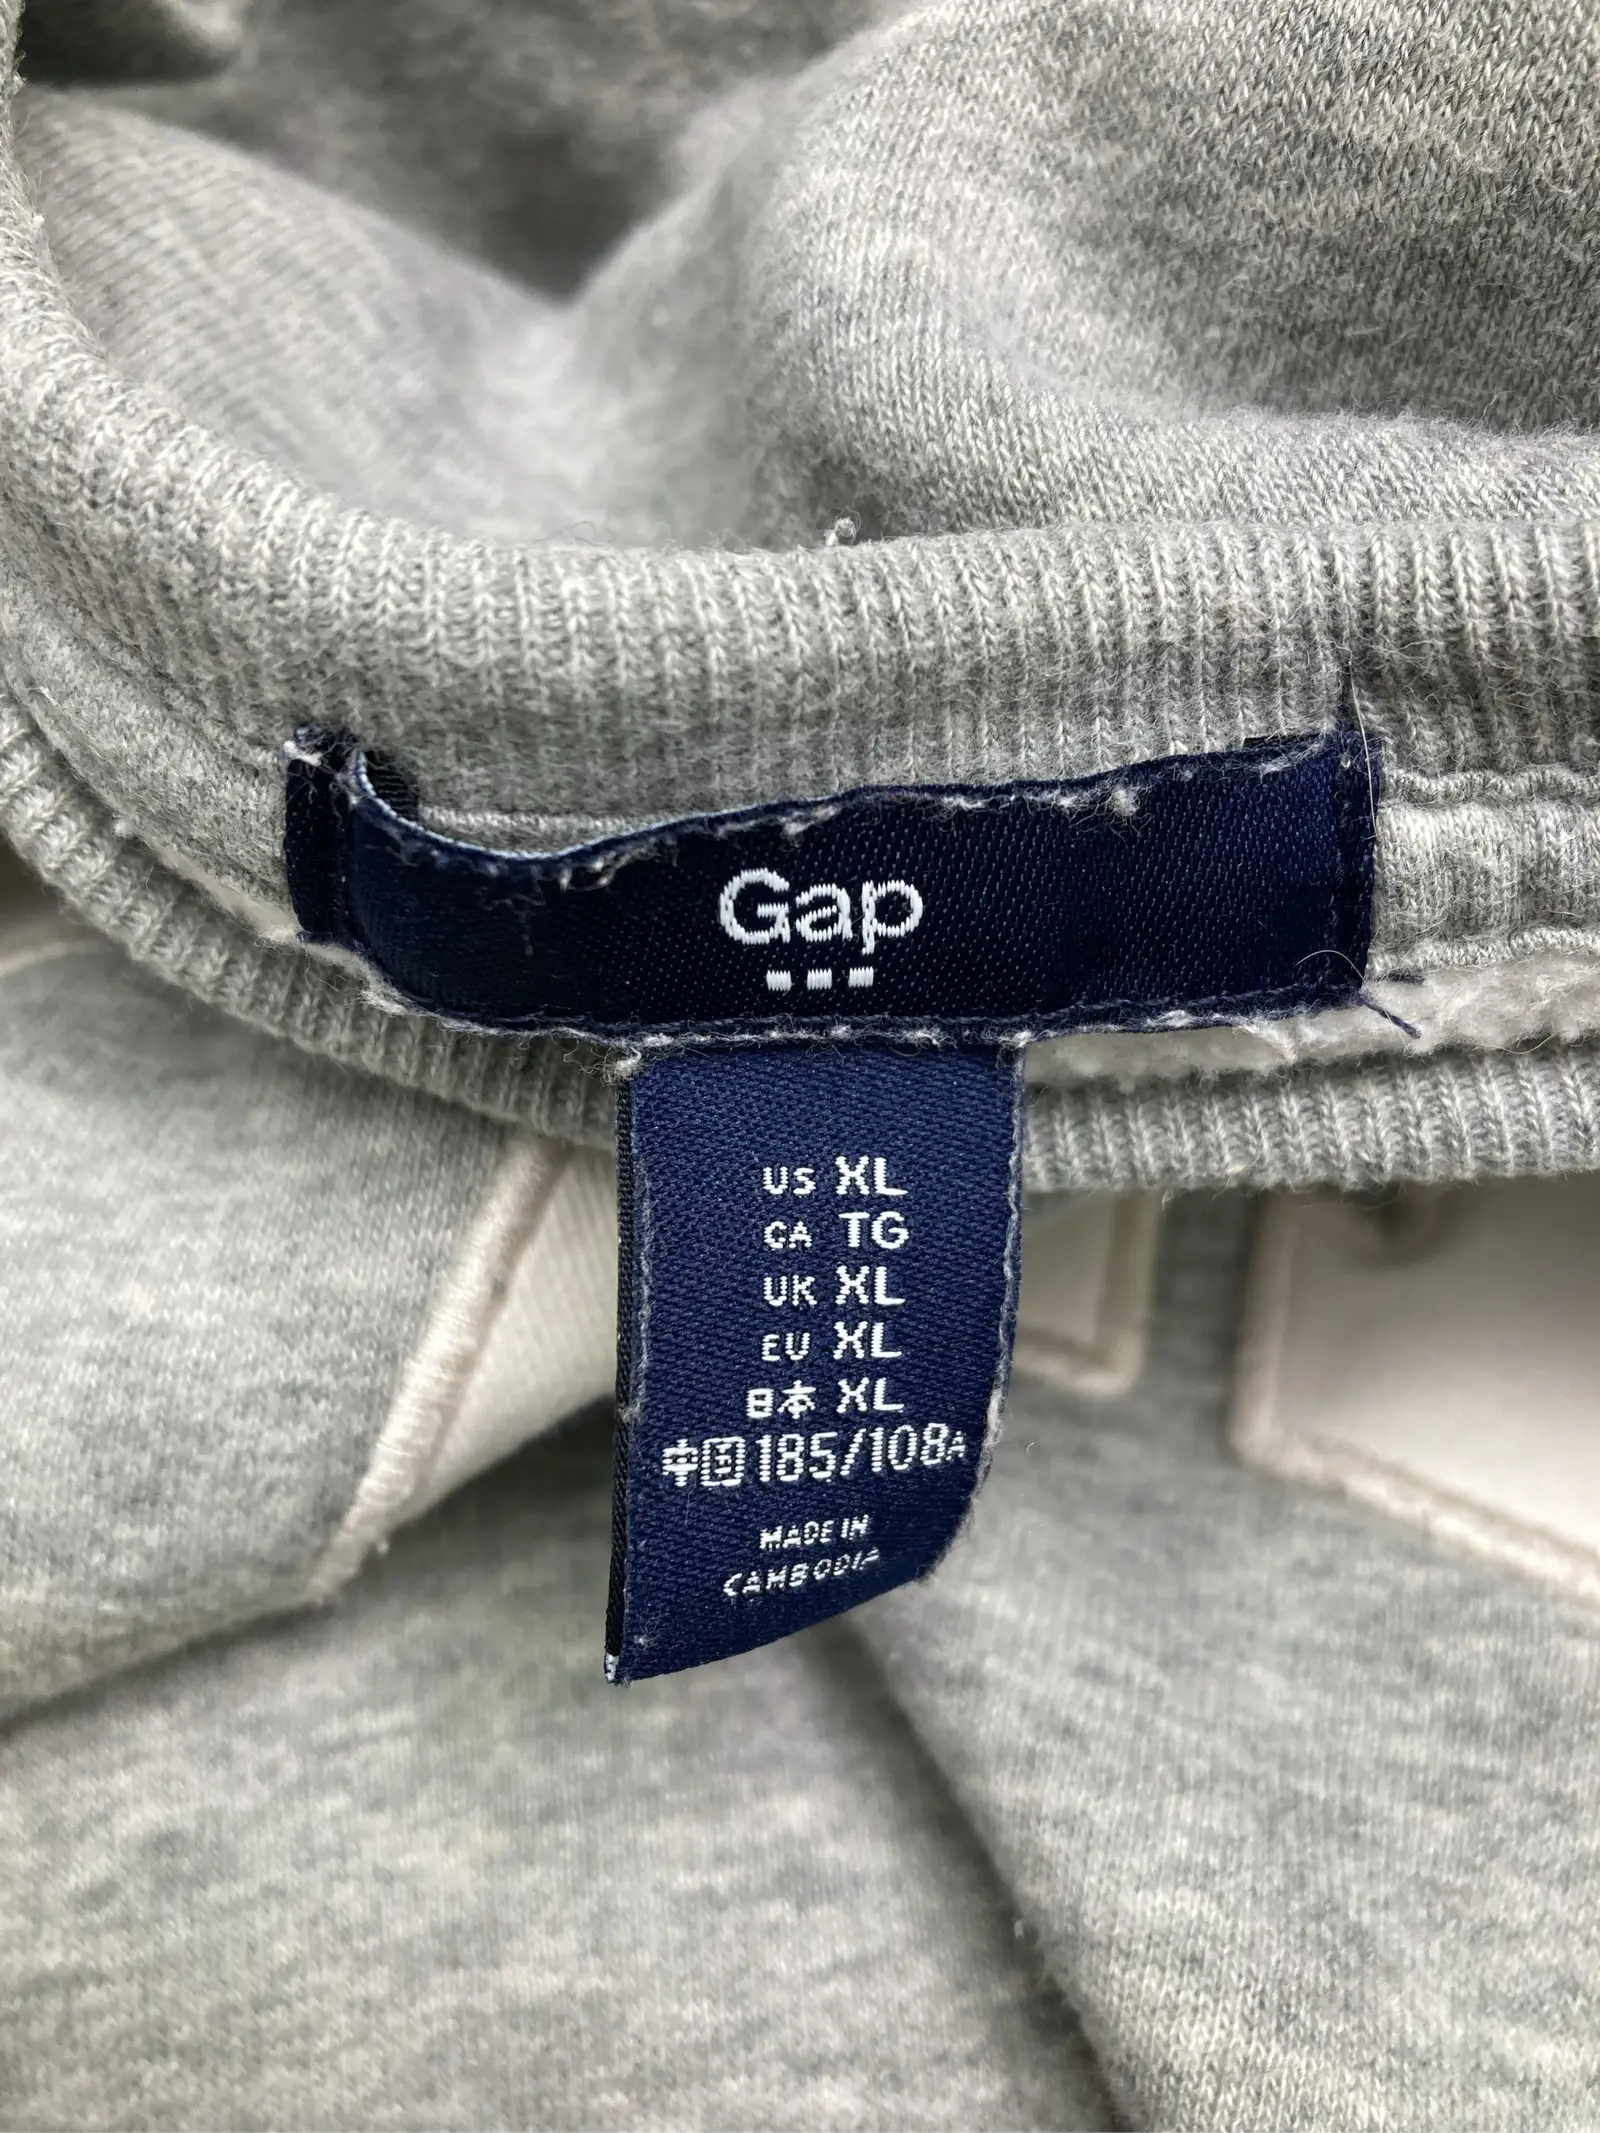 Gap
US XL
CA TG
UK XL
EU XL
日本 XL
中国 185/108A
MADE IN
CAMBODIA